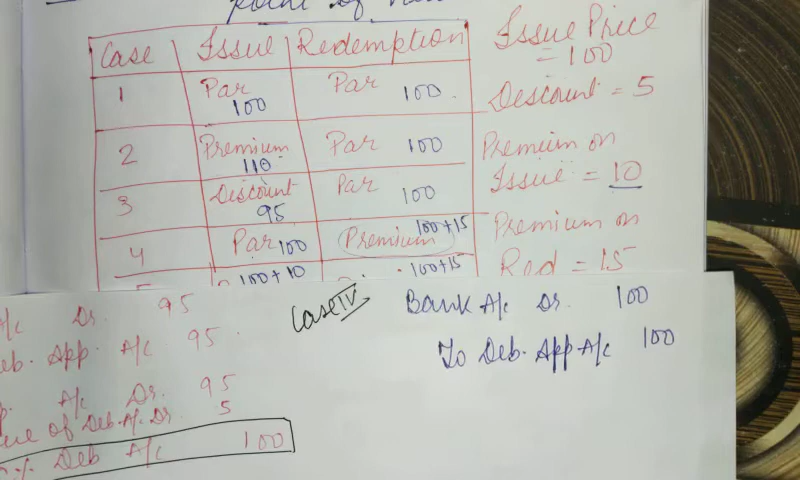 point of
Case Issue Redemption
1 Par 100 Par 100
2 Premium 110 Par 100
3 Discount 95 Par 100
4 Par 100 Premium 100+15
100+10 100+15
Issue Price
= 100
Discount = 5
Premium on
Issue = 10
Premium on
Red = 15
A/c Dr. 95
Deb. App. A/c 95
A/c Dr. 95
of Deb. A/c Dr. 5
% Deb A/c 100
Case IV
Bank A/c Dr. 100
To Deb. App. A/c 100